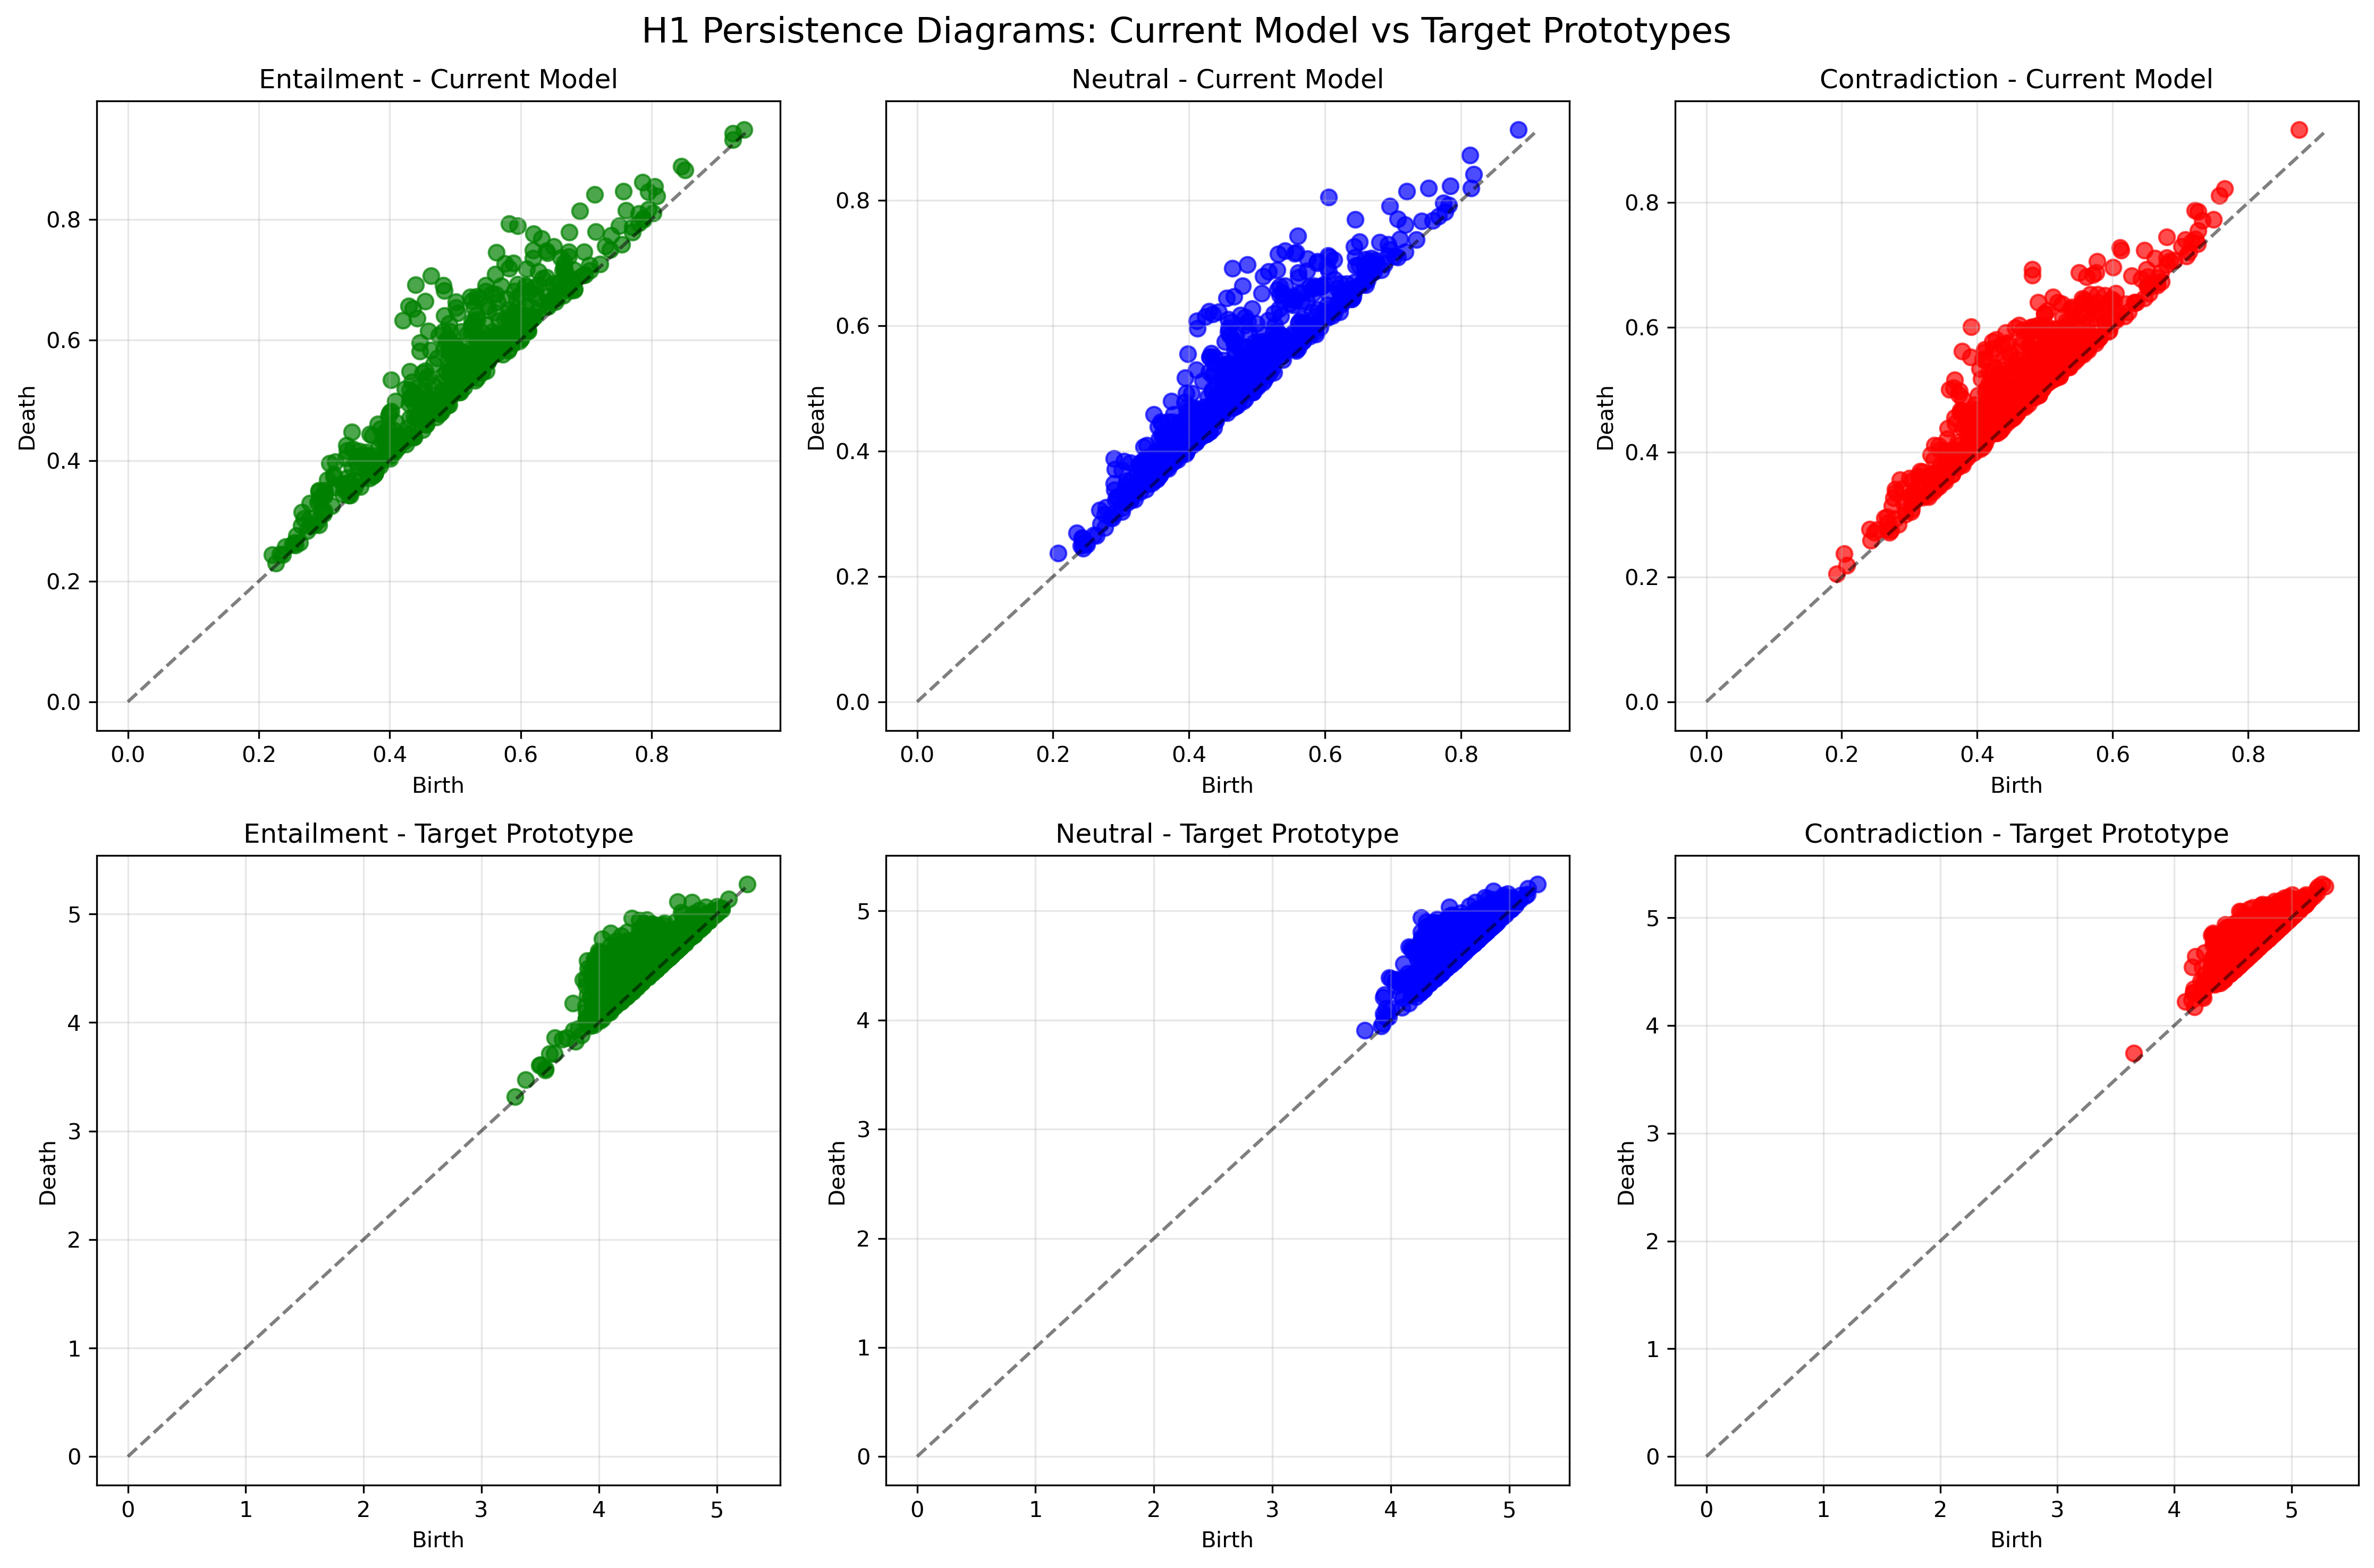 H1 Persistence Diagrams: Current Model vs Target Prototypes
Entailment - Current Model
Death
0.8
0.6
0.4
0.2
0.0
0.0 0.2 0.4 0.6 0.8
Birth
Neutral - Current Model
Death
0.8
0.6
0.4
0.2
0.0
0.0 0.2 0.4 0.6 0.8
Birth
Contradiction - Current Model
Death
0.8
0.6
0.4
0.2
0.0
0.0 0.2 0.4 0.6 0.8
Birth
Entailment - Target Prototype
Death
5
4
3
2
1
0
0 1 2 3 4 5
Birth
Neutral - Target Prototype
Death
5
4
3
2
1
0
0 1 2 3 4 5
Birth
Contradiction - Target Prototype
Death
5
4
3
2
1
0
0 1 2 3 4 5
Birth